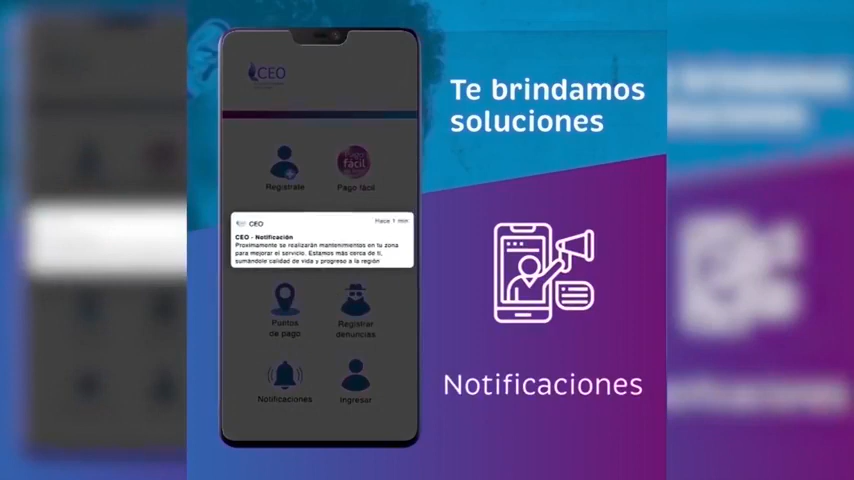 CEO
Te brindamos
soluciones
Regístrate
Pago fácil
CEO
Hace 1 min
CEO - Notificación
Proximamente se realizarán mantenimientos en tu zona
para mejorar el servicio. Estamos más cerca de ti,
sumándole calidad de vida y progreso a la región
Puntos
de pago
Registrar
denuncias
Notificaciones
Ingresar
Notificaciones